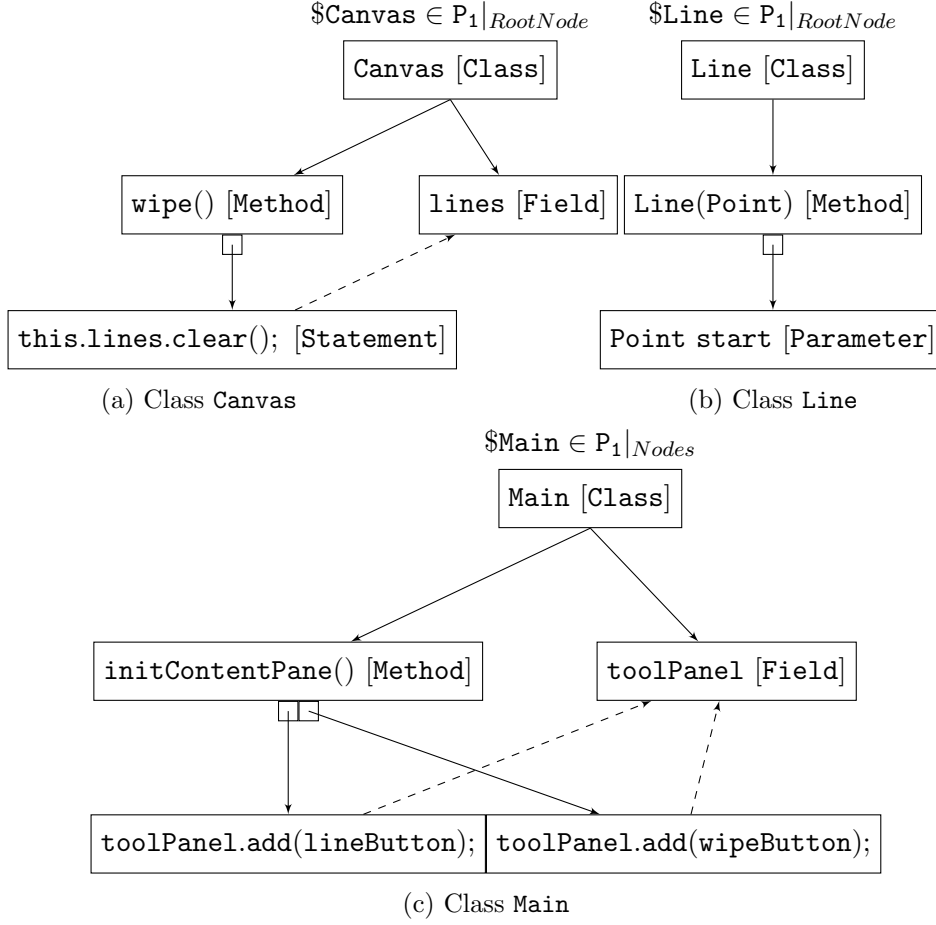 $Canvas ∈ P₁|RootNode
$Line ∈ P₁|RootNode
Canvas [Class]
Line [Class]
wipe() [Method]
lines [Field]
Line(Point) [Method]
this.lines.clear(); [Statement]
Point start [Parameter]
(a) Class Canvas
(b) Class Line
$Main ∈ P₁|Nodes
Main [Class]
initContentPane() [Method]
toolPanel [Field]
toolPanel.add(lineButton);
toolPanel.add(wipeButton);
(c) Class Main